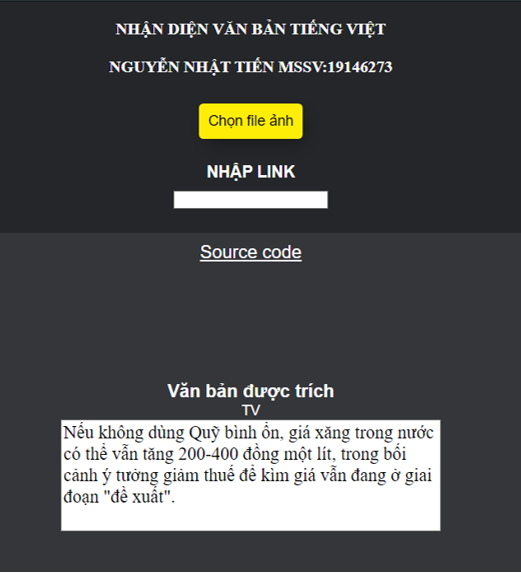 NHẬN DIỆN VĂN BẢN TIẾNG VIỆT
NGUYỄN NHẬT TIẾN MSSV:19146273
Chọn file ảnh
NHẬP LINK
Source code
Văn bản được trích
TV
Nếu không dùng Quỹ bình ổn, giá xăng trong nước
có thể vẫn tăng 200-400 đồng một lít, trong bối
cảnh ý tưởng giảm thuế để kìm giá vẫn đang ở giai
đoạn "đề xuất".